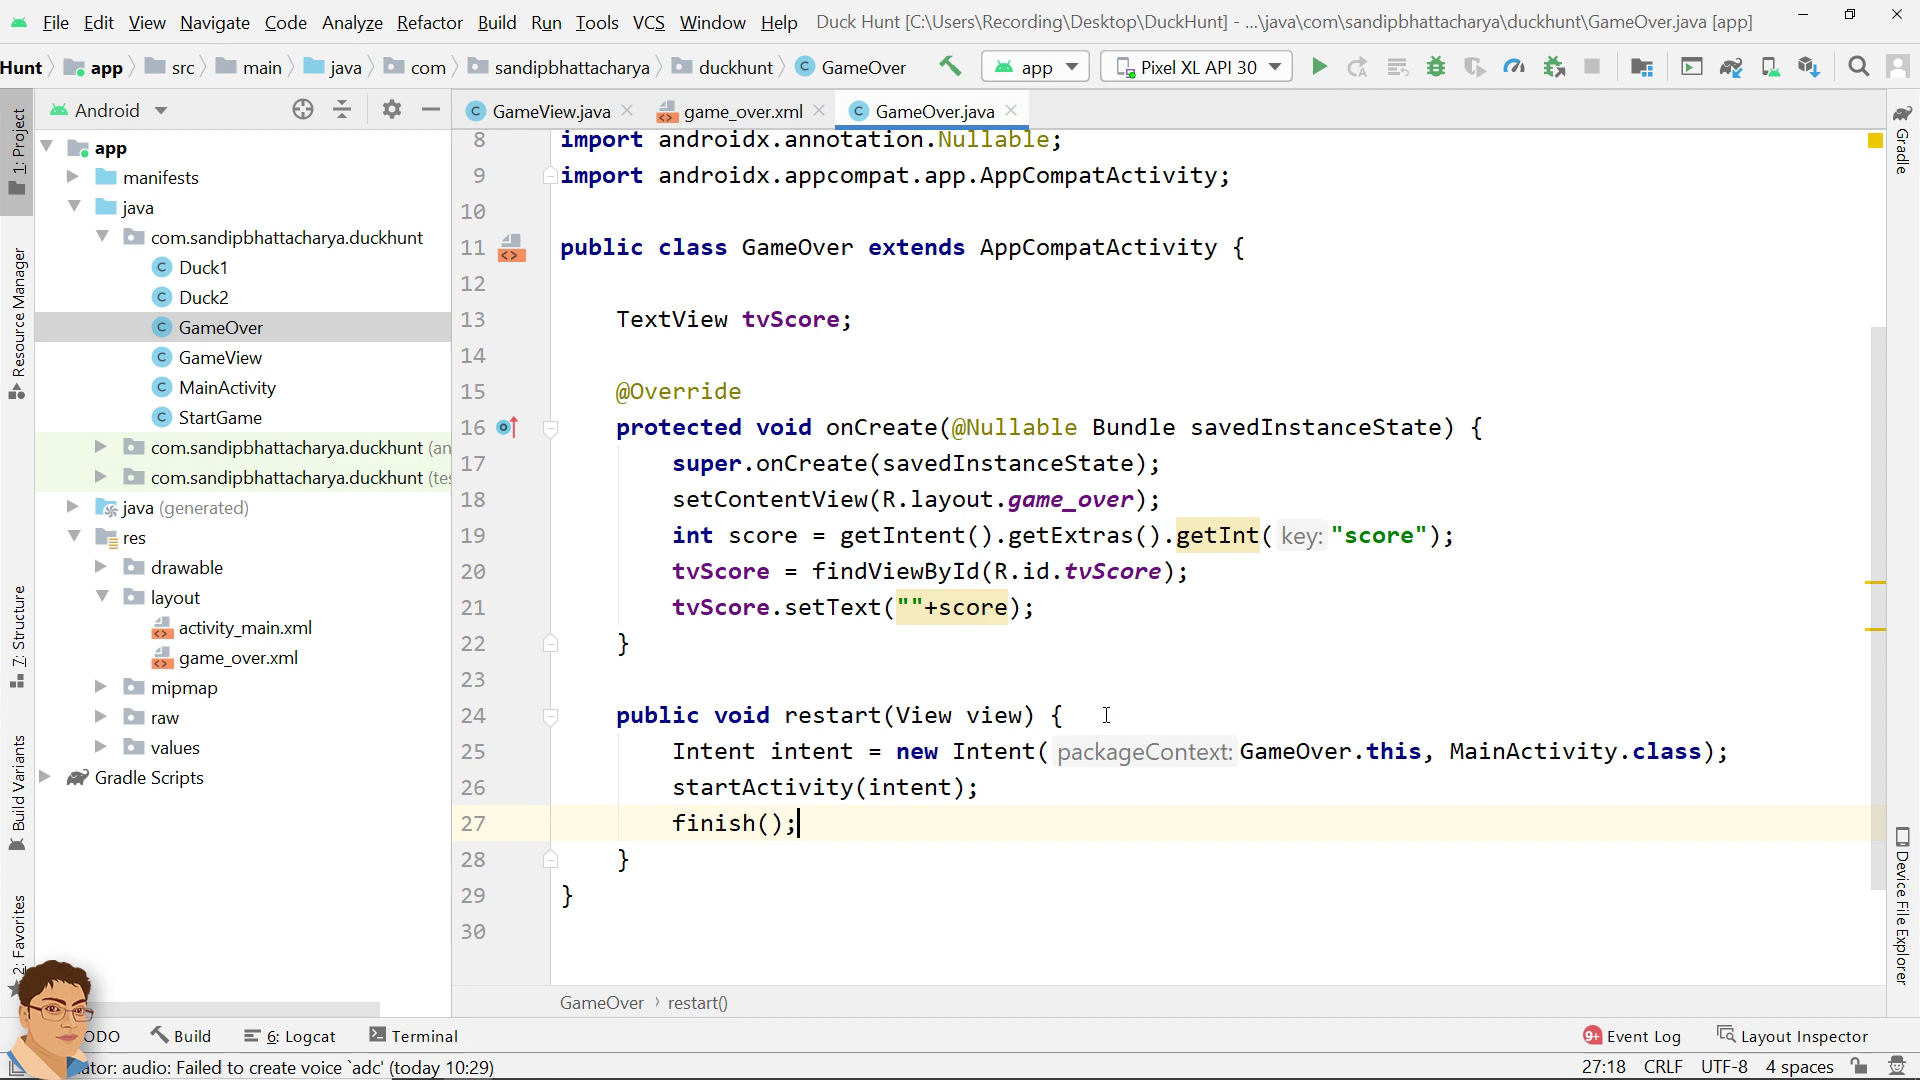 File Edit View Navigate Code Analyze Refactor Build Run Tools VCS Window Help Duck Hunt [C:\Users\Recording\Desktop\DuckHunt] - ...\java\com\sandipbhattacharya\duckhunt\GameOver.java [app]
Hunt app src main java com sandipbhattacharya duckhunt GameOver app Pixel XL API 30
Android
GameView.java game_over.xml GameOver.java
1: Project
Resource Manager
7: Structure
Build Variants
2: Favorites
app
manifests
java
com.sandipbhattacharya.duckhunt
Duck1
Duck2
GameOver
GameView
MainActivity
StartGame
com.sandipbhattacharya.duckhunt (an
com.sandipbhattacharya.duckhunt (tes
java (generated)
res
drawable
layout
activity_main.xml
game_over.xml
mipmap
raw
values
Gradle Scripts
8 import androidx.annotation.Nullable;
9 import androidx.appcompat.app.AppCompatActivity;
10
11 public class GameOver extends AppCompatActivity {
12
13 TextView tvScore;
14
15 @Override
16 protected void onCreate(@Nullable Bundle savedInstanceState) {
17 super.onCreate(savedInstanceState);
18 setContentView(R.layout.game_over);
19 int score = getIntent().getExtras().getInt( key: "score");
20 tvScore = findViewById(R.id.tvScore);
21 tvScore.setText(""+score);
22 }
23
24 public void restart(View view) {
25 Intent intent = new Intent( packageContext: GameOver.this, MainActivity.class);
26 startActivity(intent);
27 finish();
28 }
29 }
30
GameOver › restart()
Gradle
Device File Explorer
ODO Build 6: Logcat Terminal 9+ Event Log Layout Inspector
ator: audio: Failed to create voice `adc' (today 10:29) 27:18 CRLF UTF-8 4 spaces